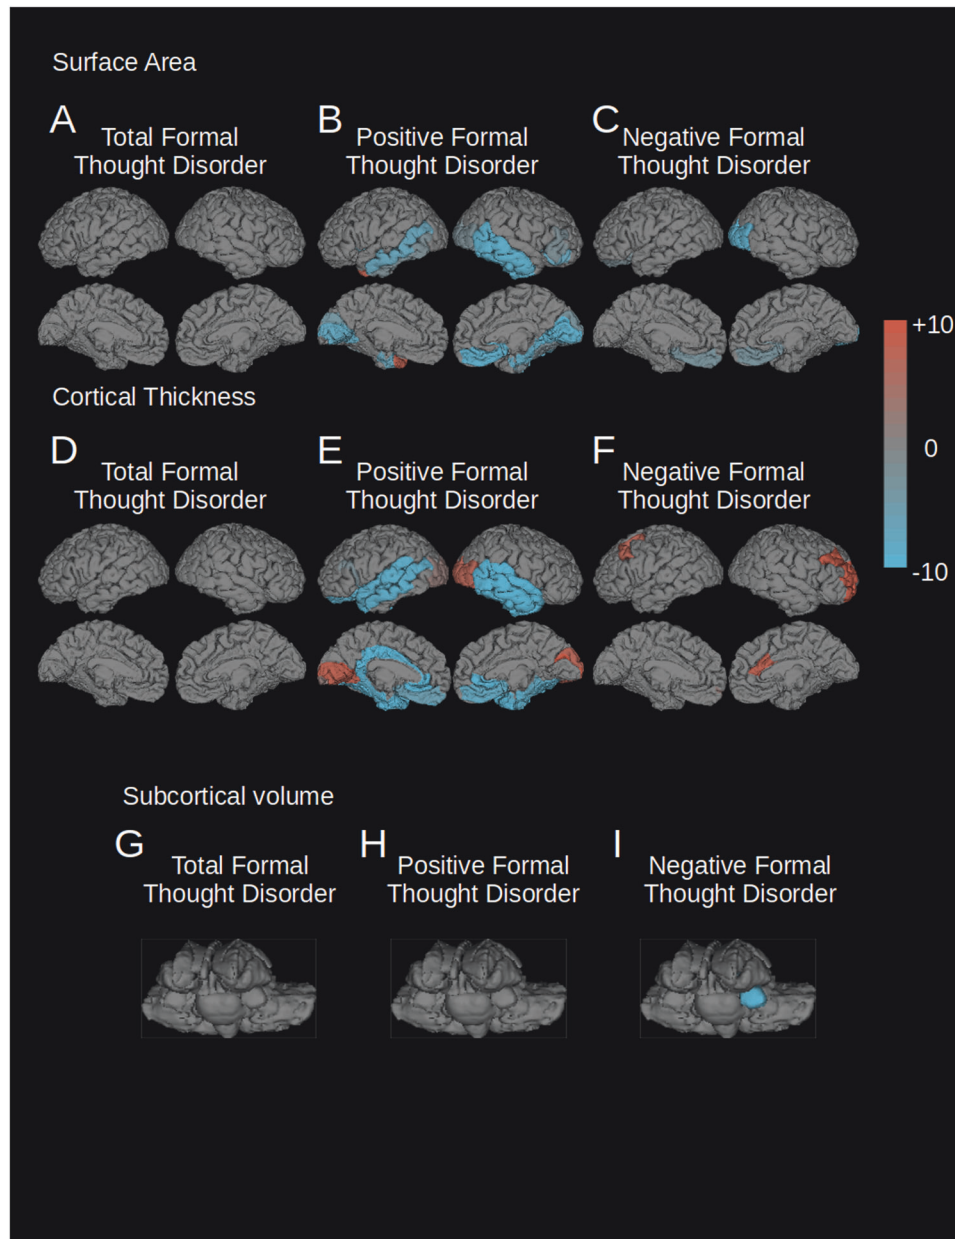 Surface Area
A
Total Formal
Thought Disorder
B
Positive Formal
Thought Disorder
C
Negative Formal
Thought Disorder
+10
0
-10
Cortical Thickness
D
Total Formal
Thought Disorder
E
Positive Formal
Thought Disorder
F
Negative Formal
Thought Disorder
Subcortical volume
G
Total Formal
Thought Disorder
H
Positive Formal
Thought Disorder
I
Negative Formal
Thought Disorder